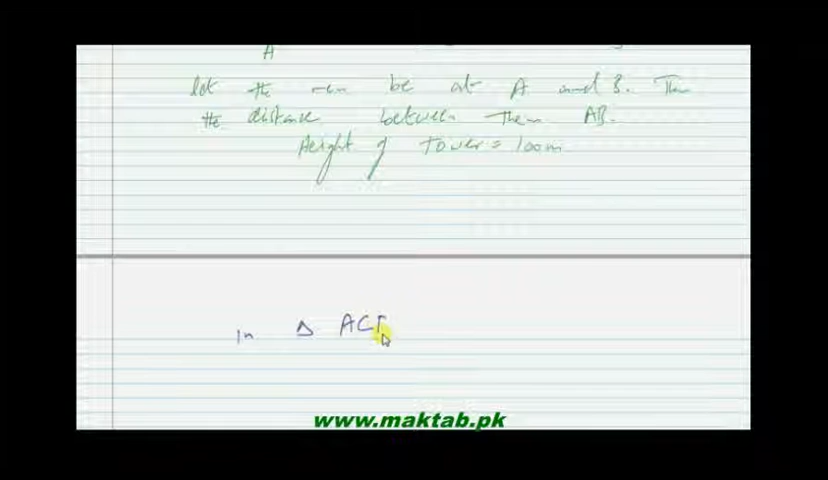 A
let the men be at A and B. Then
the distance between them AB.
Height of Tower = 100m
in Δ AC
www.maktab.pk